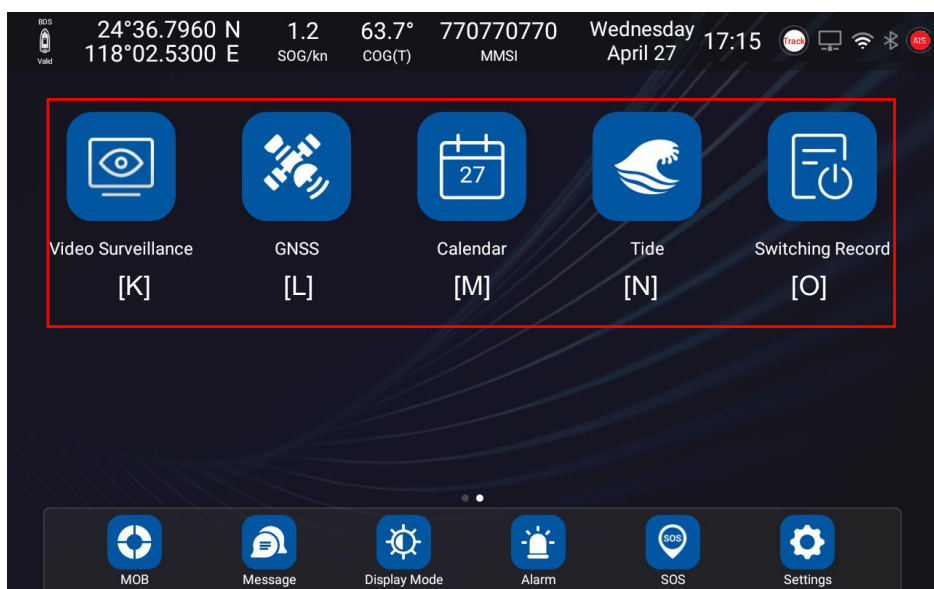 BDS
Valid
24°36.7960 N
118°02.5300 E
1.2
SOG/kn
63.7°
COG(T)
770770770
MMSI
Wednesday
April 27
17:15
Track
AIS
27
Video Surveillance
GNSS
Calendar
Tide
Switching Record
[K]
[L]
[M]
[N]
[O]
SOS
MOB
Message
Display Mode
Alarm
SOS
Settings